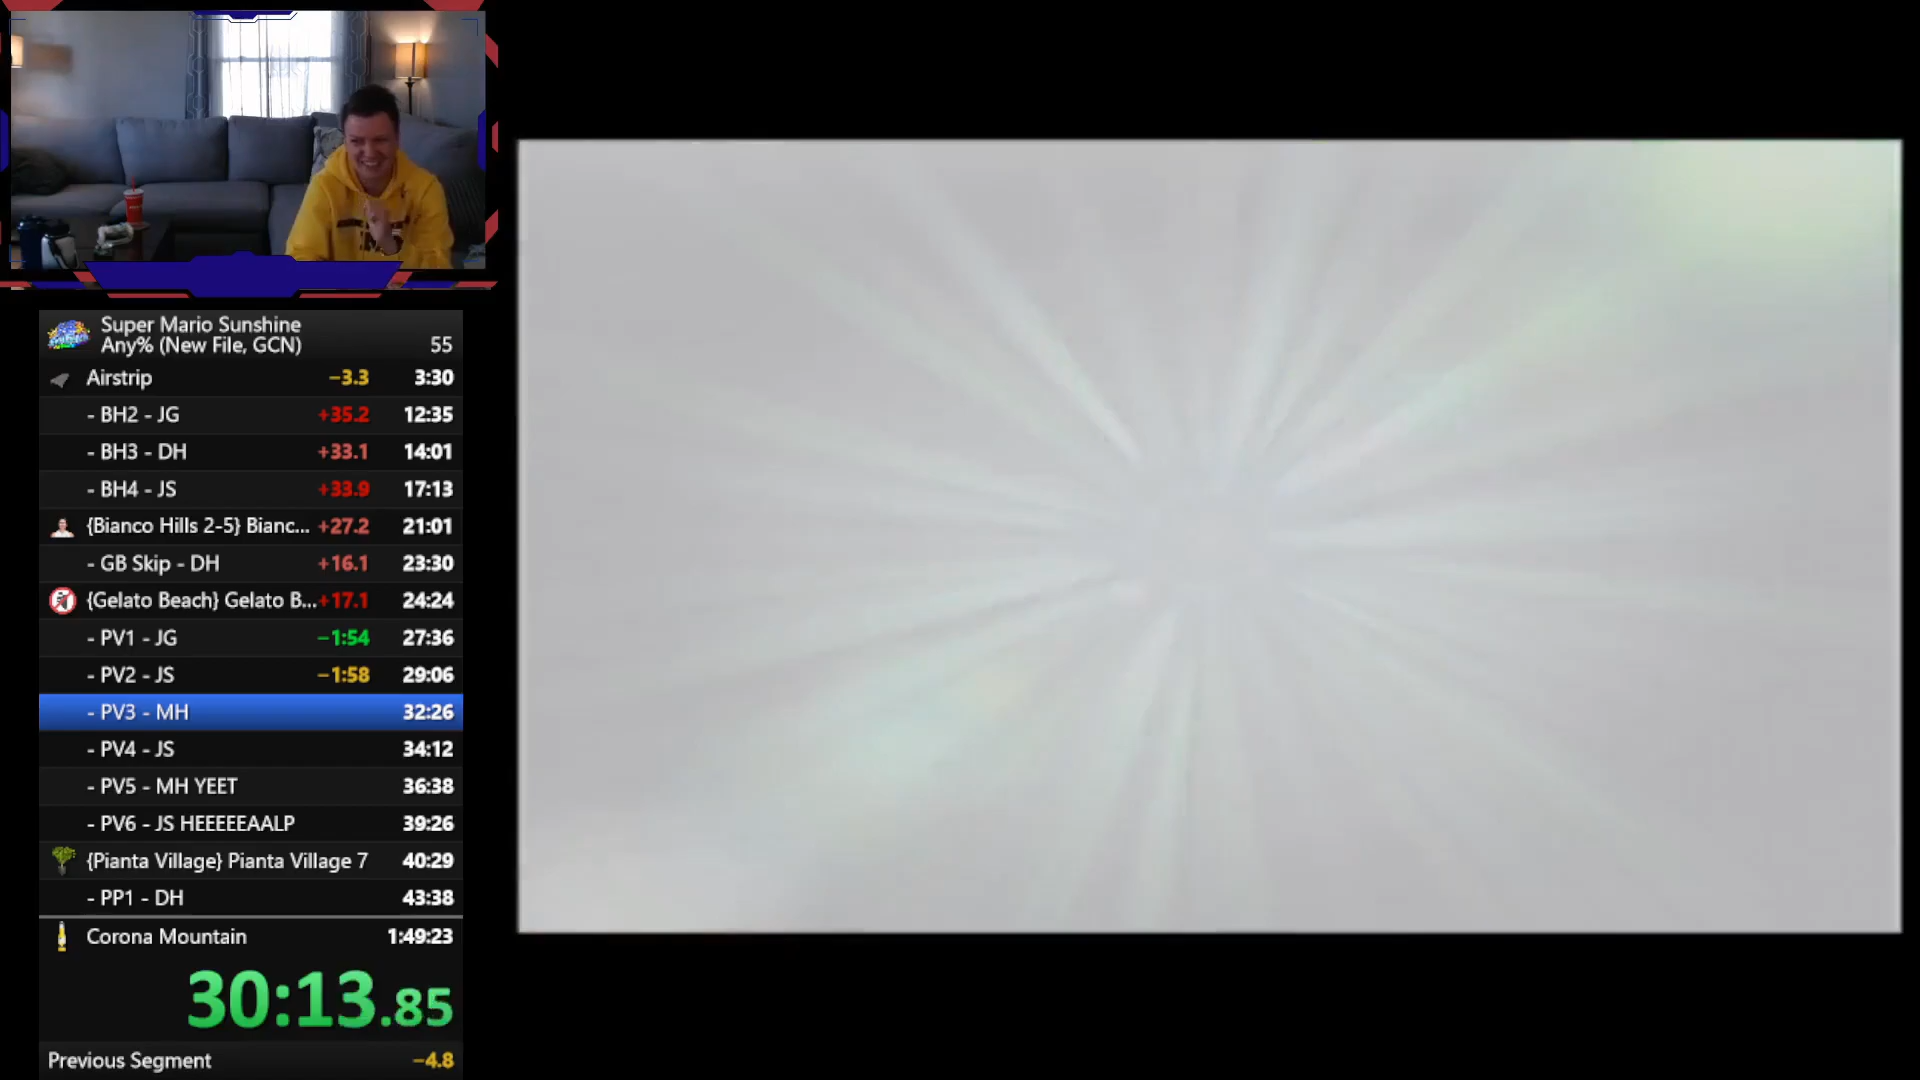 Super Mario Sunshine
Any% (New File, GCN) 55
Airstrip −3.3 3:30
- BH2 - JG +35.2 12:35
- BH3 - DH +33.1 14:01
- BH4 - JS +33.9 17:13
{Bianco Hills 2-5} Bianc... +27.2 21:01
- GB Skip - DH +16.1 23:30
{Gelato Beach} Gelato B... +17.1 24:24
- PV1 - JG −1:54 27:36
- PV2 - JS −1:58 29:06
- PV3 - MH 32:26
- PV4 - JS 34:12
- PV5 - MH YEET 36:38
- PV6 - JS HEEEEEAALP 39:26
{Pianta Village} Pianta Village 7 40:29
- PP1 - DH 43:38
Corona Mountain 1:49:23
30:13.85
Previous Segment −4.8